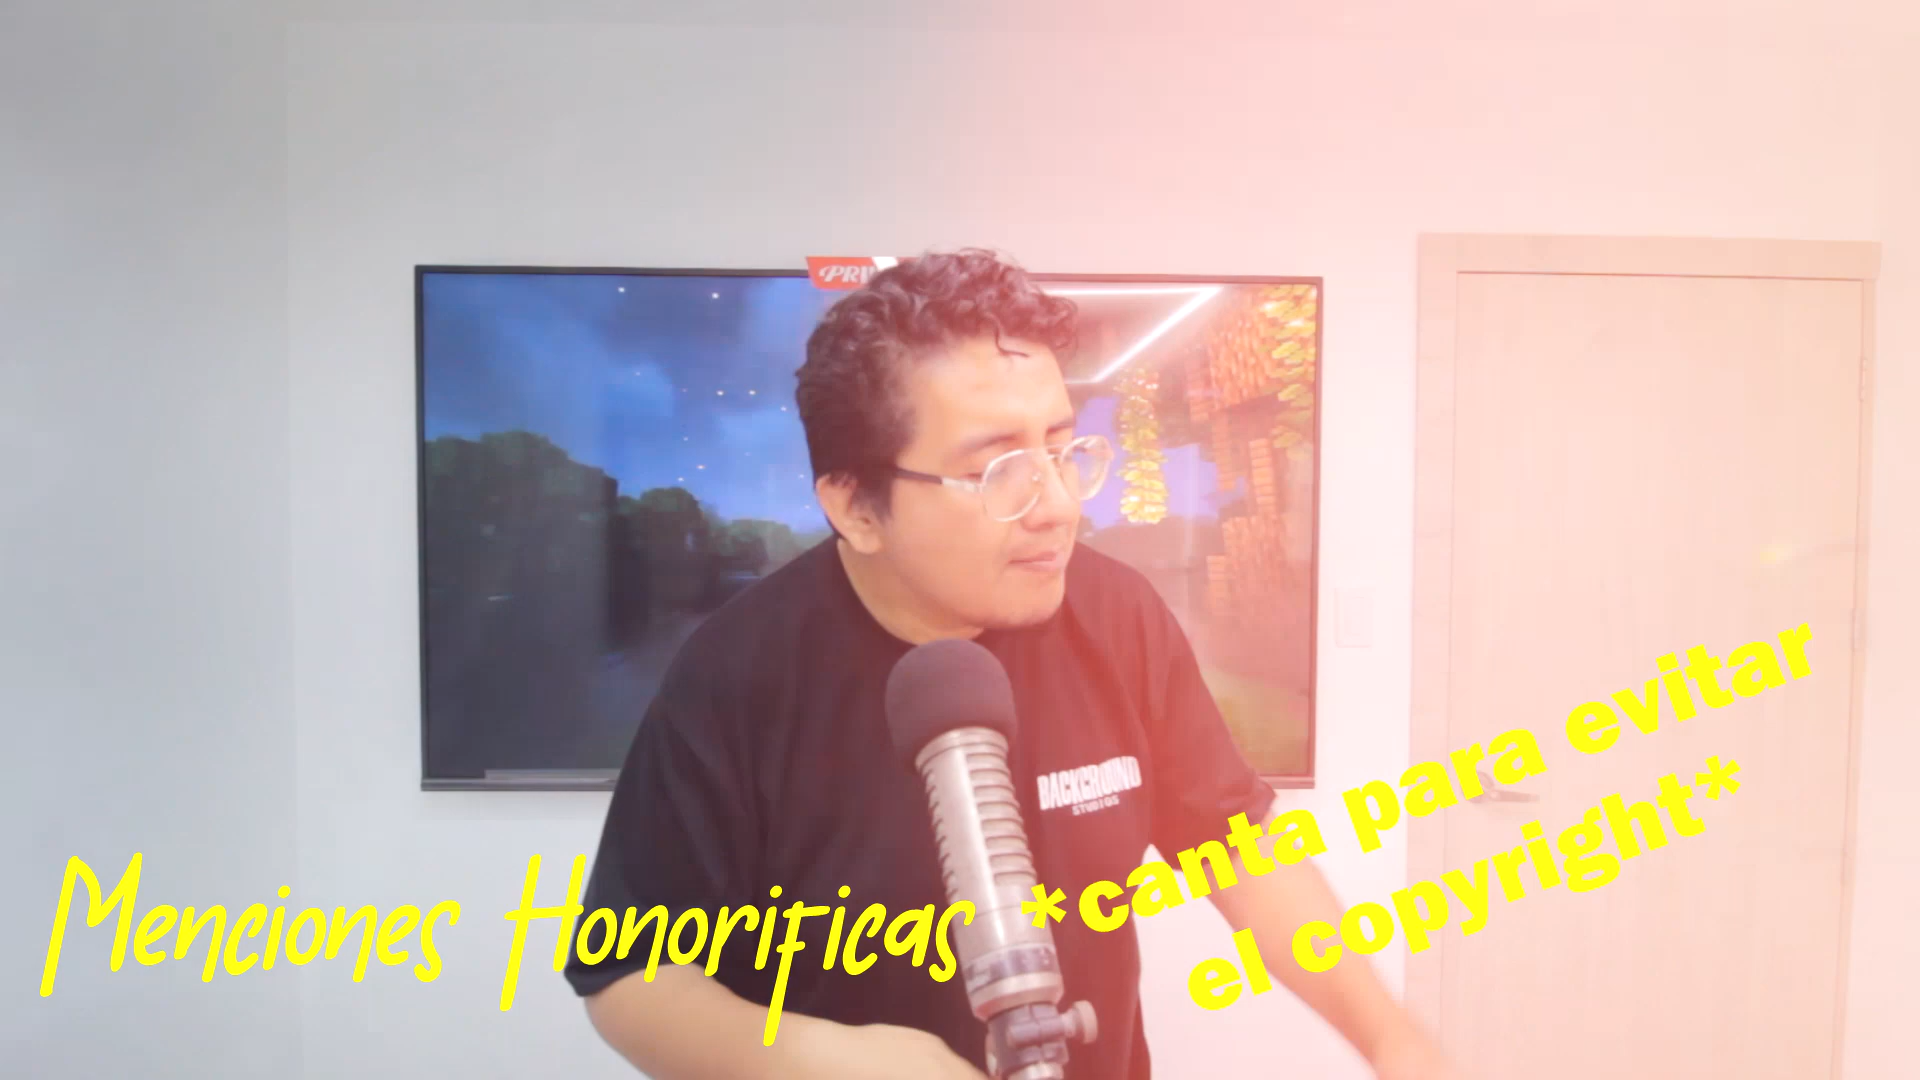 BACKGROUND
STUDIOS
Menciones Honorificas
*canta para evitar
el copyright*